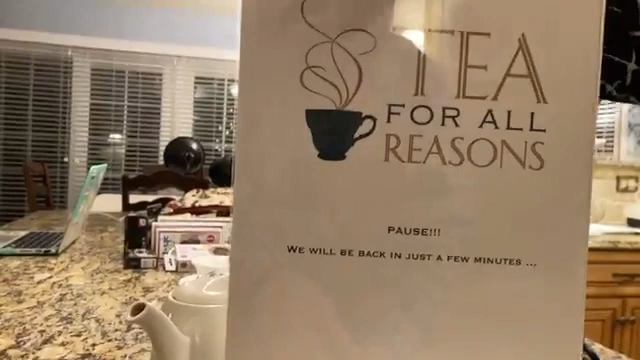 TEA
FOR ALL
REASONS
PAUSE!!!
WE WILL BE BACK IN JUST A FEW MINUTES ...